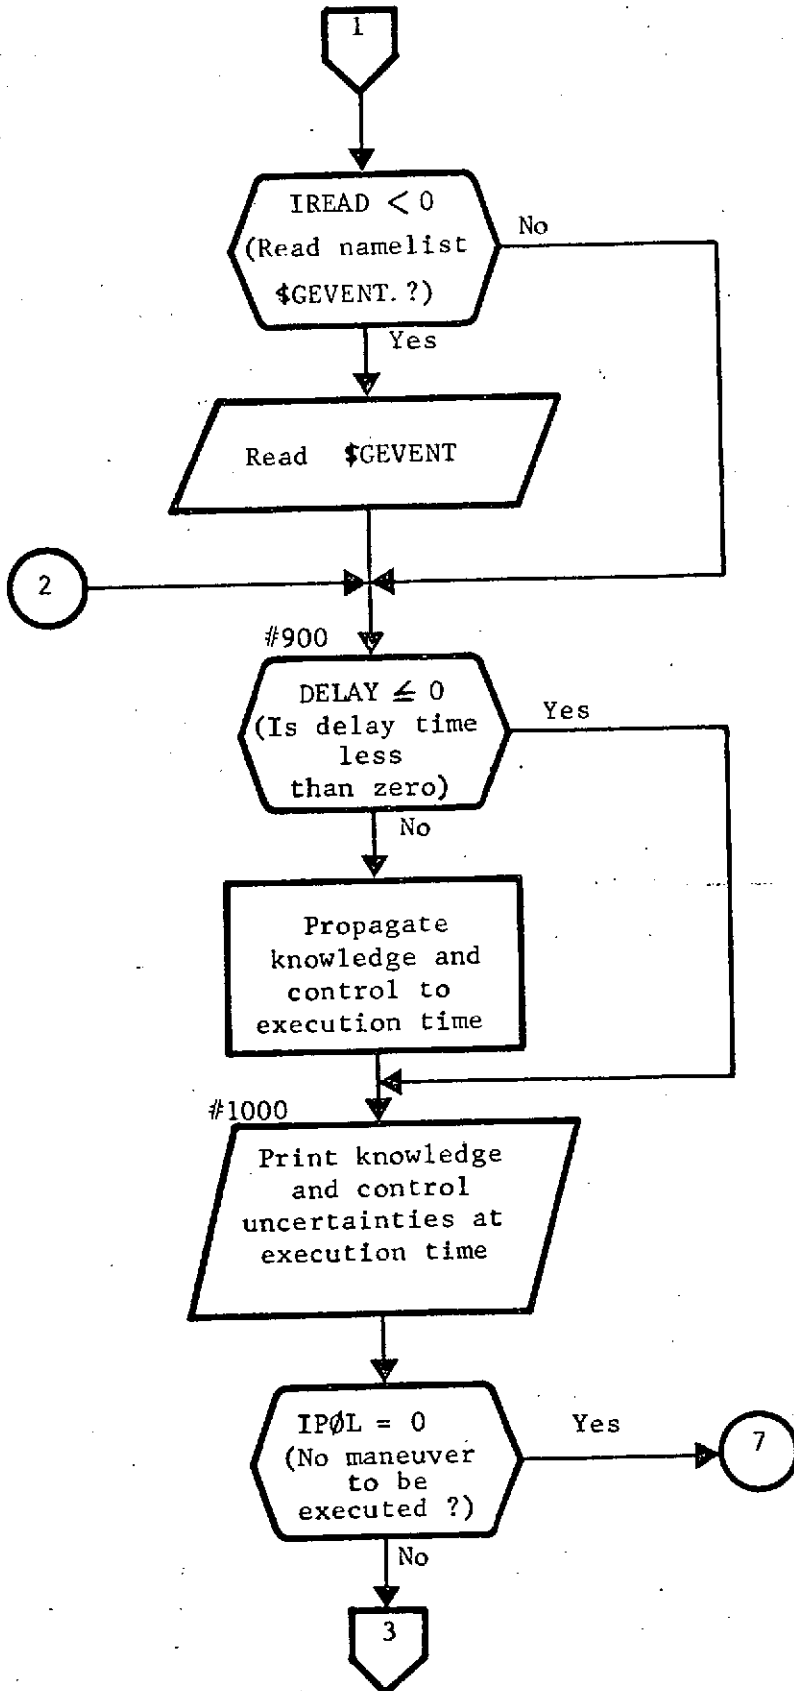 1
IREAD < 0
No
(Read namelist
$GEVENT. ?)
Yes
Read $GEVENT
2
#900
DELAY ≤ 0
Yes
(Is delay time
less
than zero)
No
Propagate
knowledge and
control to
execution time
#1000
Print knowledge
and control
uncertainties at
execution time
IPØL = 0
Yes
7
(No maneuver
to be
executed ?)
No
3